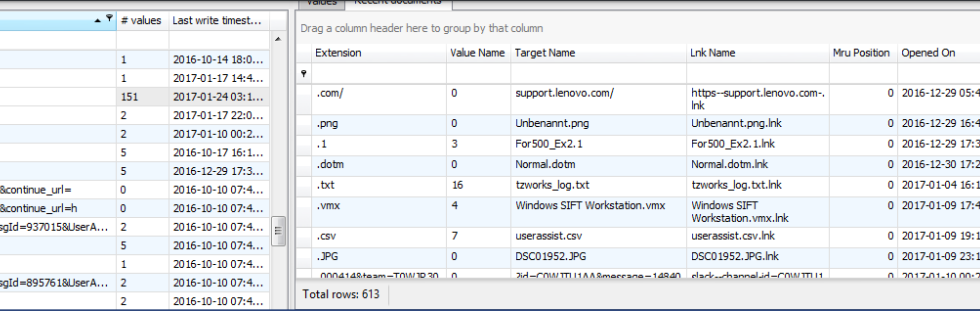 Values Recent documents
# values Last write timest...
Drag a column header here to group by that column
Extension Value Name Target Name Lnk Name Mru Position Opened On
1 2016-10-14 18:0...
1 2017-01-17 14:4...
151 2017-01-24 03:1...
2 2017-01-17 22:0...
2 2017-01-10 00:2...
5 2016-10-17 16:1...
5 2016-12-29 17:3...
&continue_url= 0 2016-10-10 07:4...
&continue_url=h 0 2016-10-10 07:4...
sgId=937015&UserA... 2 2016-10-10 07:4...
5 2016-10-10 07:4...
1 2016-10-10 07:4...
sgId=895761&UserA... 2 2016-10-10 07:4...
2 2016-10-10 07:4...
.com/ 0 support.lenovo.com/ https--support.lenovo.com-.
lnk 0 2016-12-29 05:4
.png 0 Unbenannt.png Unbenannt.png.lnk 0 2016-12-29 16:4
.1 3 For500_Ex2.1 For500_Ex2.1.lnk 0 2016-12-29 17:3
.dotm 0 Normal.dotm Normal.dotm.lnk 0 2016-12-30 17:2
.txt 16 tzworks_log.txt tzworks_log.txt.lnk 0 2017-01-04 16:1
.vmx 4 Windows SIFT Workstation.vmx Windows SIFT
Workstation.vmx.lnk 0 2017-01-09 17:4
.csv 7 userassist.csv userassist.csv.lnk 0 2017-01-09 19:1
.JPG 0 DSC01952.JPG DSC01952.JPG.lnk 0 2017-01-09 23:1
0 2017-01-10 00:2
Total rows: 613